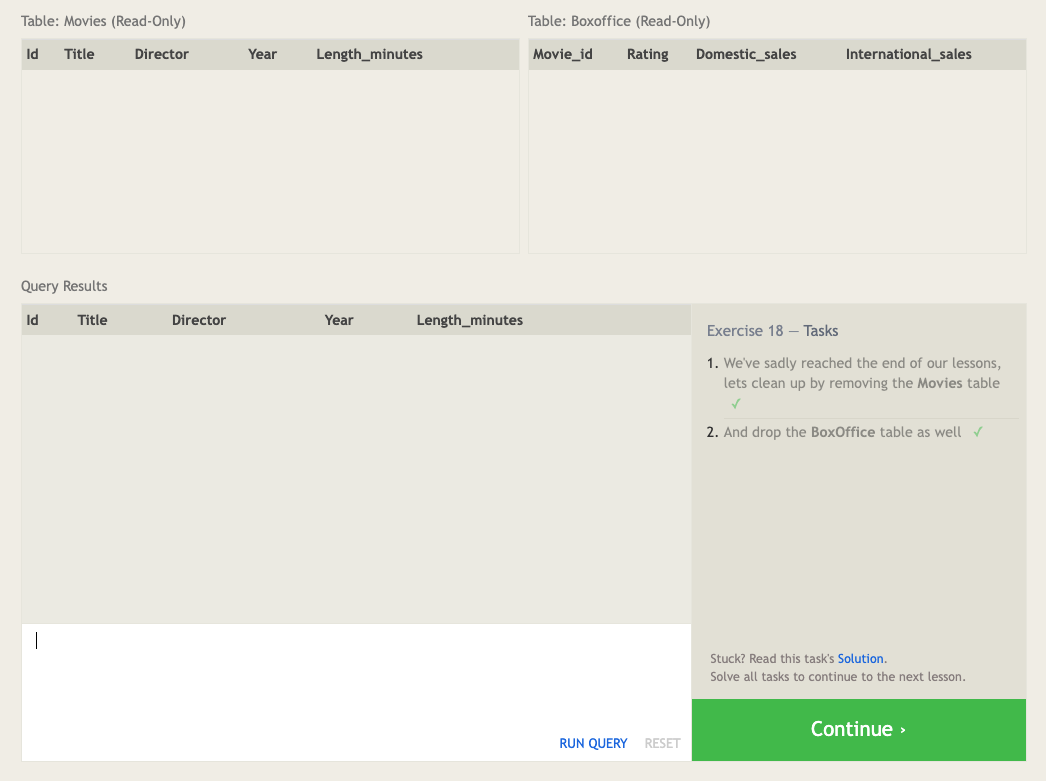 Table: Movies (Read-Only)
Id Title Director Year Length_minutes
Table: Boxoffice (Read-Only)
Movie_id Rating Domestic_sales International_sales
Query Results
Id Title Director Year Length_minutes
RUN QUERY RESET
Exercise 18 — Tasks
1. We've sadly reached the end of our lessons,
lets clean up by removing the Movies table
✓
2. And drop the BoxOffice table as well ✓
Stuck? Read this task's Solution.
Solve all tasks to continue to the next lesson.
Continue ›